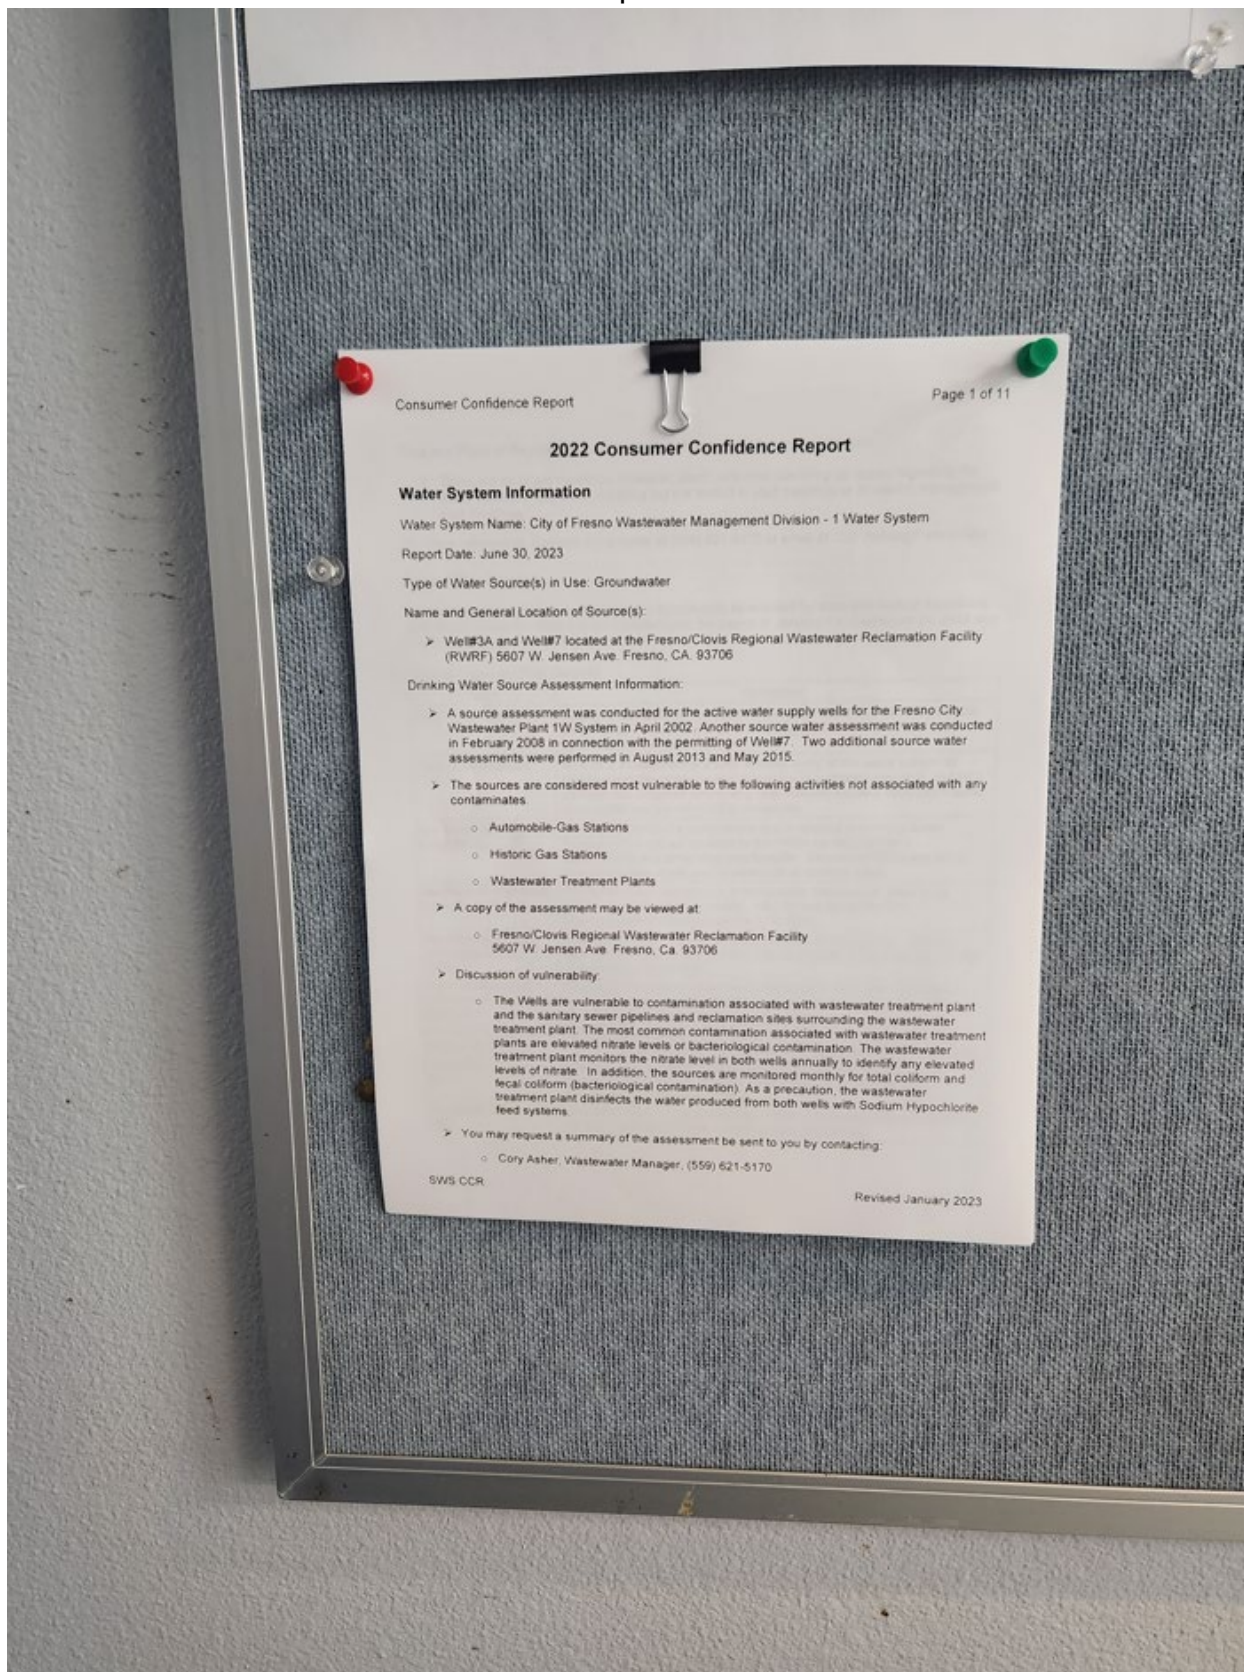 Consumer Confidence Report
Page 1 of 11
2022 Consumer Confidence Report
Water System Information
Water System Name: City of Fresno Wastewater Management Division - 1 Water System
Report Date: June 30, 2023
Type of Water Source(s) in Use: Groundwater
Name and General Location of Source(s):
➢ Well#3A and Well#7 located at the Fresno/Clovis Regional Wastewater Reclamation Facility
(RWRF) 5607 W. Jensen Ave. Fresno, CA. 93706
Drinking Water Source Assessment Information:
➢ A source assessment was conducted for the active water supply wells for the Fresno City
Wastewater Plant 1W System in April 2002. Another source water assessment was conducted
in February 2008 in connection with the permitting of Well#7. Two additional source water
assessments were performed in August 2013 and May 2015.
➢ The sources are considered most vulnerable to the following activities not associated with any
contaminates.
○ Automobile-Gas Stations
○ Historic Gas Stations
○ Wastewater Treatment Plants
➢ A copy of the assessment may be viewed at:
○ Fresno/Clovis Regional Wastewater Reclamation Facility
5607 W. Jensen Ave. Fresno, Ca. 93706
➢ Discussion of vulnerability:
○ The Wells are vulnerable to contamination associated with wastewater treatment plant
and the sanitary sewer pipelines and reclamation sites surrounding the wastewater
treatment plant. The most common contamination associated with wastewater treatment
plants are elevated nitrate levels or bacteriological contamination. The wastewater
treatment plant monitors the nitrate level in both wells annually to identify any elevated
levels of nitrate. In addition, the sources are monitored monthly for total coliform and
fecal coliform (bacteriological contamination). As a precaution, the wastewater
treatment plant disinfects the water produced from both wells with Sodium Hypochlorite
feed systems.
➢ You may request a summary of the assessment be sent to you by contacting:
○ Cory Asher, Wastewater Manager, (559) 621-5170
SWS CCR
Revised January 2023